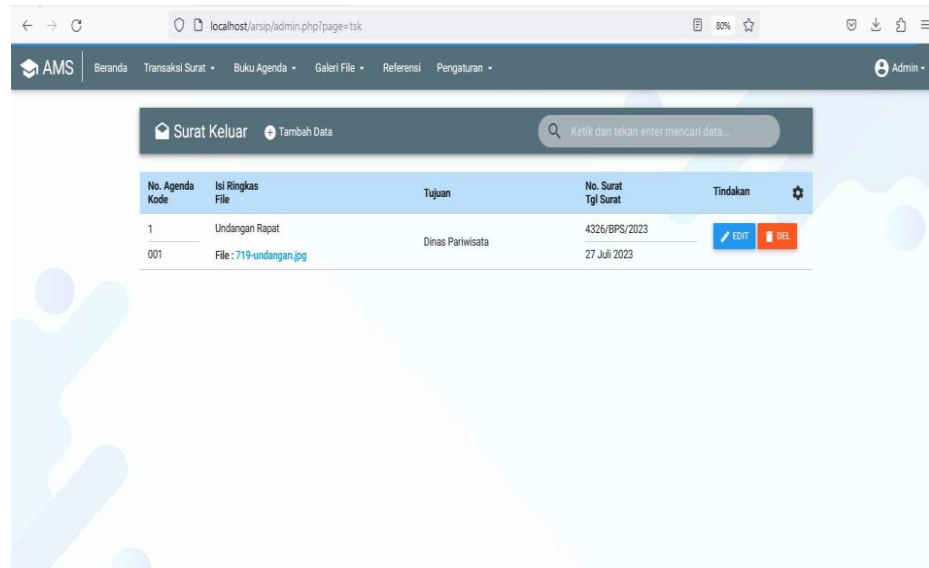 localhost/arsip/admin.php?page=tsk 80%
AMS Beranda Transaksi Surat Buku Agenda Galeri File Referensi Pengaturan Admin
Surat Keluar Tambah Data Ketik dan tekan enter mencari data...
No. Agenda Isi Ringkas Tujuan No. Surat Tindakan
Kode File Tgl Surat
1 Undangan Rapat Dinas Pariwisata 4326/BPS/2023 EDIT DEL
001 File : 719-undangan.jpg 27 Juli 2023